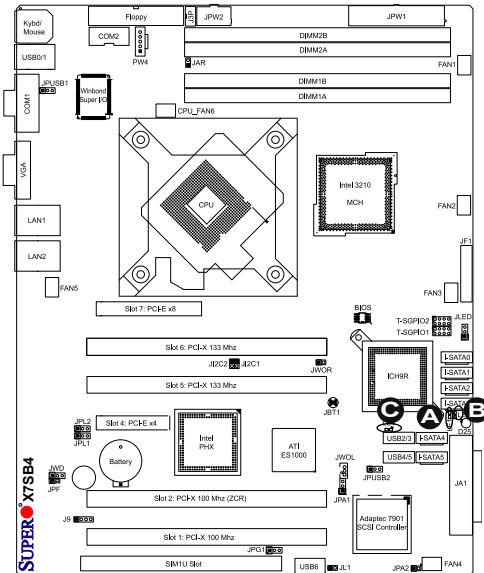 Floppy
J3P
JPW2
JPW1
Kybd/
Mouse
COM2
PW4
DIMM2B
DIMM2A
JAR
FAN1
USB0/1
JPUSB1
Winbond
Super I/O
DIMM1B
DIMM1A
COM1
CPU_FAN6
VGA
CPU
Intel 3210
MCH
LAN1
FAN2
LAN2
JF1
FAN5
FAN3
Slot 7: PCI-E x8
BIOS
T-SGPIO2
T-SGPIO1
JLED
Slot 6: PCI-X 133 Mhz
I-SATA0
JI2C2
JI2C1
JWOR
I-SATA1
Slot 5: PCI-X 133 Mhz
ICH9R
I-SATA2
JBT1
C
A
B
D25
JPL2
JPL1
Slot 4: PCI-E x4
Intel
PHX
ATI
ES1000
USB2/3
I-SATA4
JWD
JPF
Battery
JWOL
USB4/5
I-SATA5
JPUSB2
JPA1
JA1
Slot 2: PCI-X 100 Mhz (ZCR)
J9
Adaptec 7901
SCSI Controller
Slot 1: PCI-X 100 Mhz
JPG1
SIM1U Slot
USB6
JL1
JPA2
FAN4
SUPER X7SB4